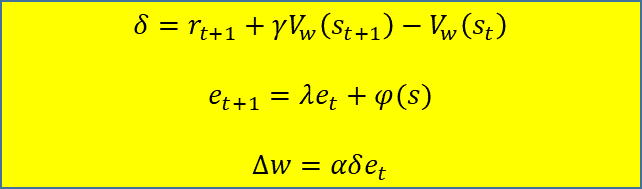 δ = r_{t+1} + γV_w(s_{t+1}) − V_w(s_t)
e_{t+1} = λe_t + φ(s)
Δw = αδe_t